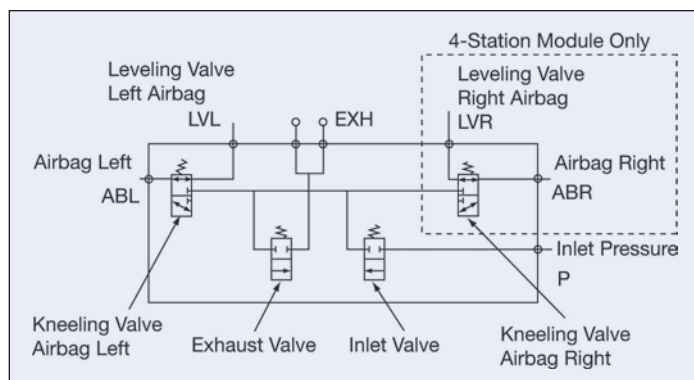 4-Station Module Only
Leveling Valve
Left Airbag
LVL
EXH
Leveling Valve
Right Airbag
LVR
Airbag Left
ABL
Airbag Right
ABR
Inlet Pressure
P
Kneeling Valve
Airbag Left
Exhaust Valve
Inlet Valve
Kneeling Valve
Airbag Right